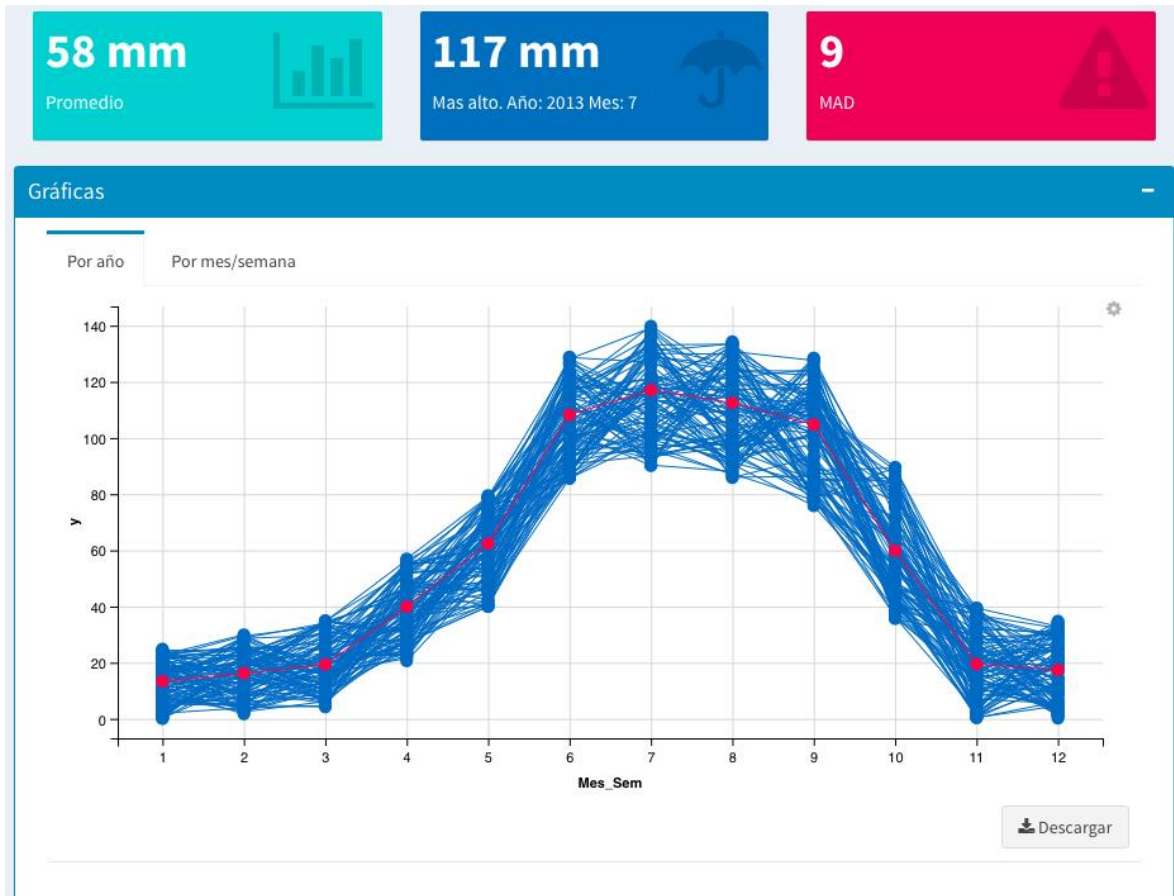 58 mm
Promedio
117 mm
Mas alto. Año: 2013 Mes: 7
9
MAD
Gráficas
Por año
Por mes/semana
140
120
100
80
60
40
20
0
y
1 2 3 4 5 6 7 8 9 10 11 12
Mes_Sem
Descargar